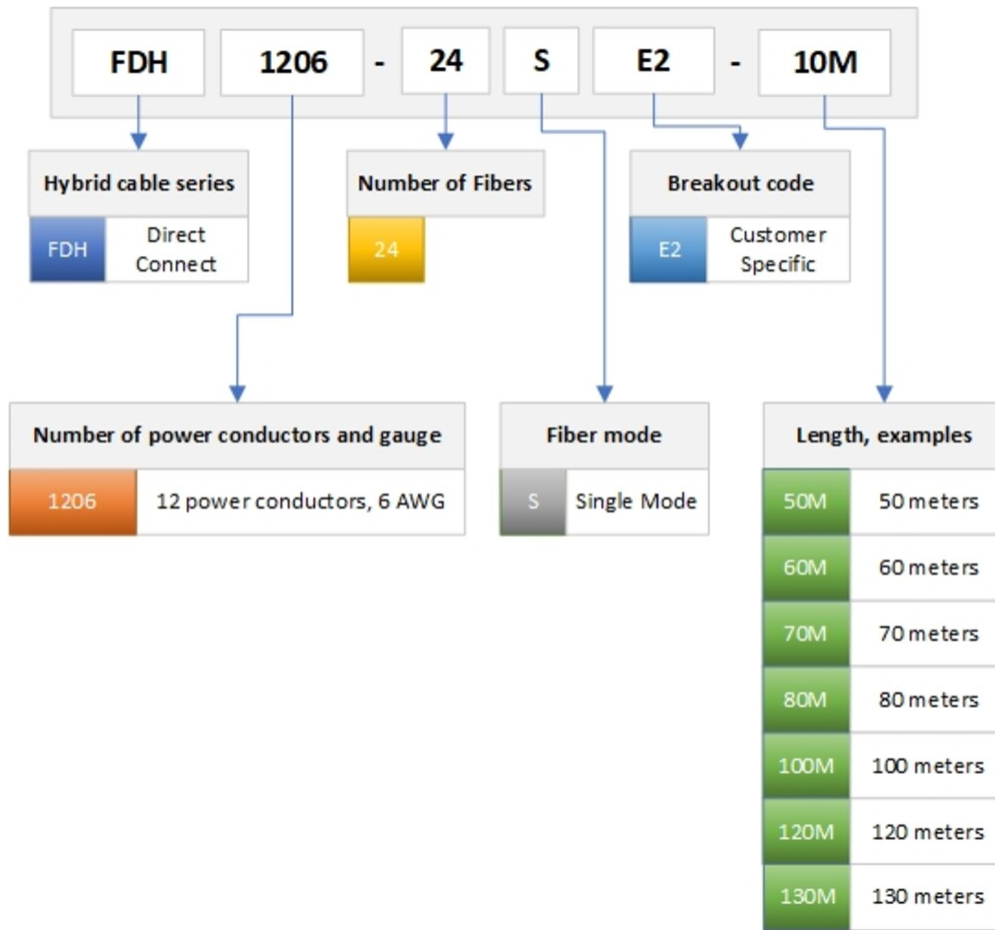 FDH 1206 - 24 S E2 - 10M
Hybrid cable series
FDH Direct
Connect
Number of Fibers
24
Breakout code
E2 Customer
Specific
Number of power conductors and gauge
1206 12 power conductors, 6 AWG
Fiber mode
S Single Mode
Length, examples
50M 50 meters
60M 60 meters
70M 70 meters
80M 80 meters
100M 100 meters
120M 120 meters
130M 130 meters